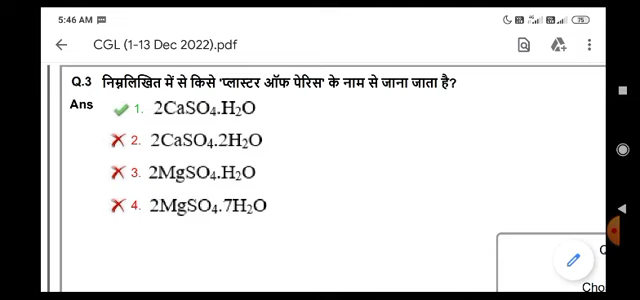 5:46 AM
75
CGL (1-13 Dec 2022).pdf
Q.3 निम्नलिखित में से किसे 'प्लास्टर ऑफ पेरिस' के नाम से जाना जाता है?
Ans 1. 2CaSO₄.H₂O
2. 2CaSO₄.2H₂O
3. 2MgSO₄.H₂O
4. 2MgSO₄.7H₂O
Q
Cho